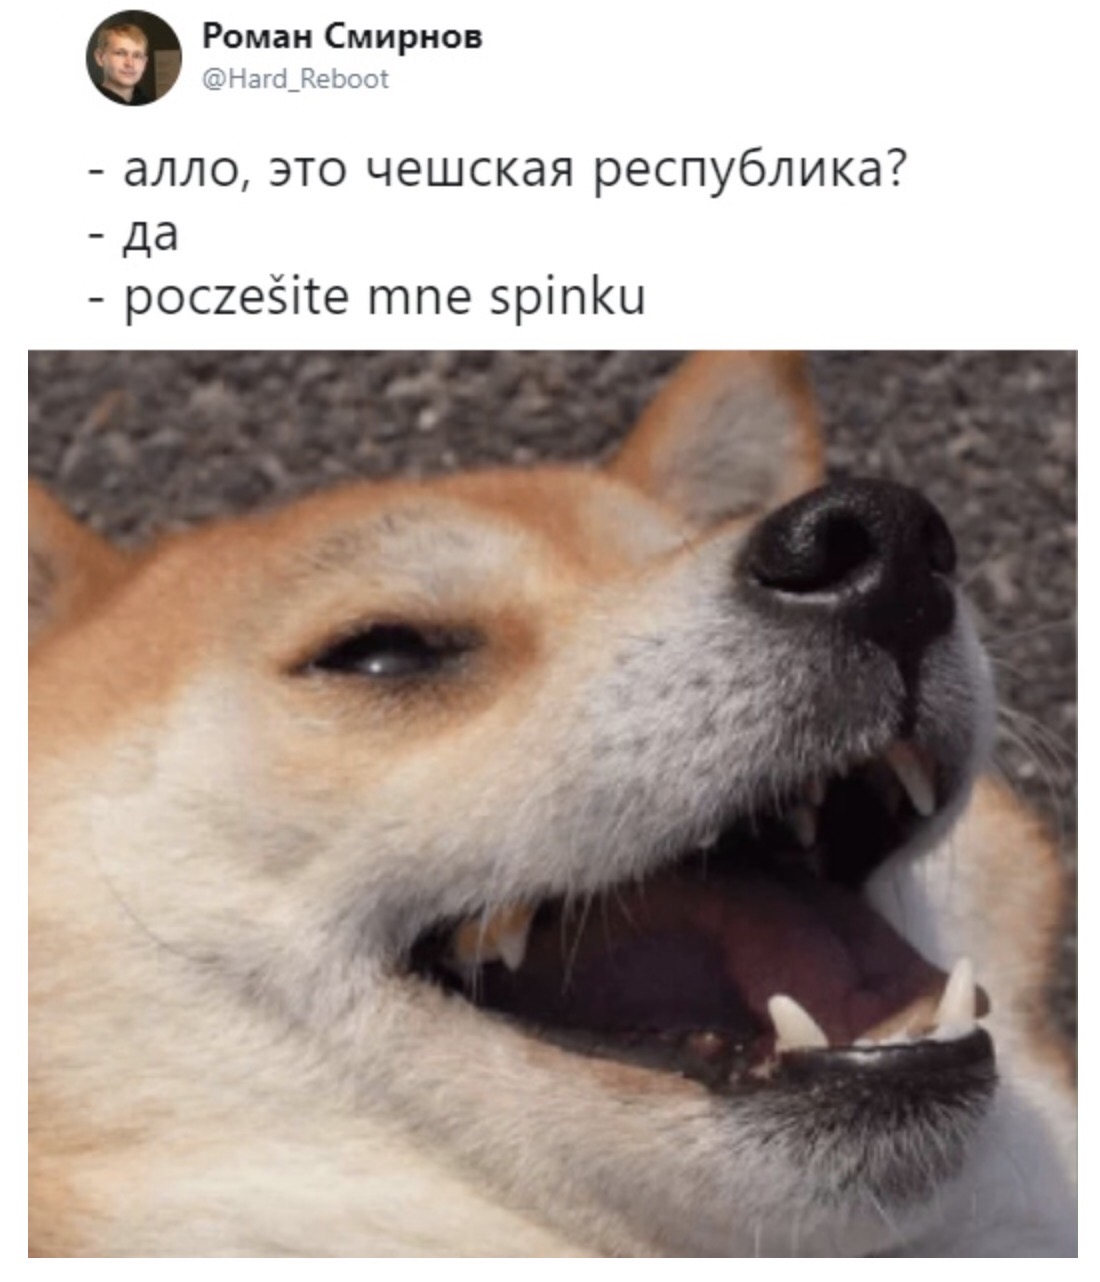 Роман Смирнов
@Hard_Reboot
- алло, это чешская республика?
- да
- poczešite mne spinku